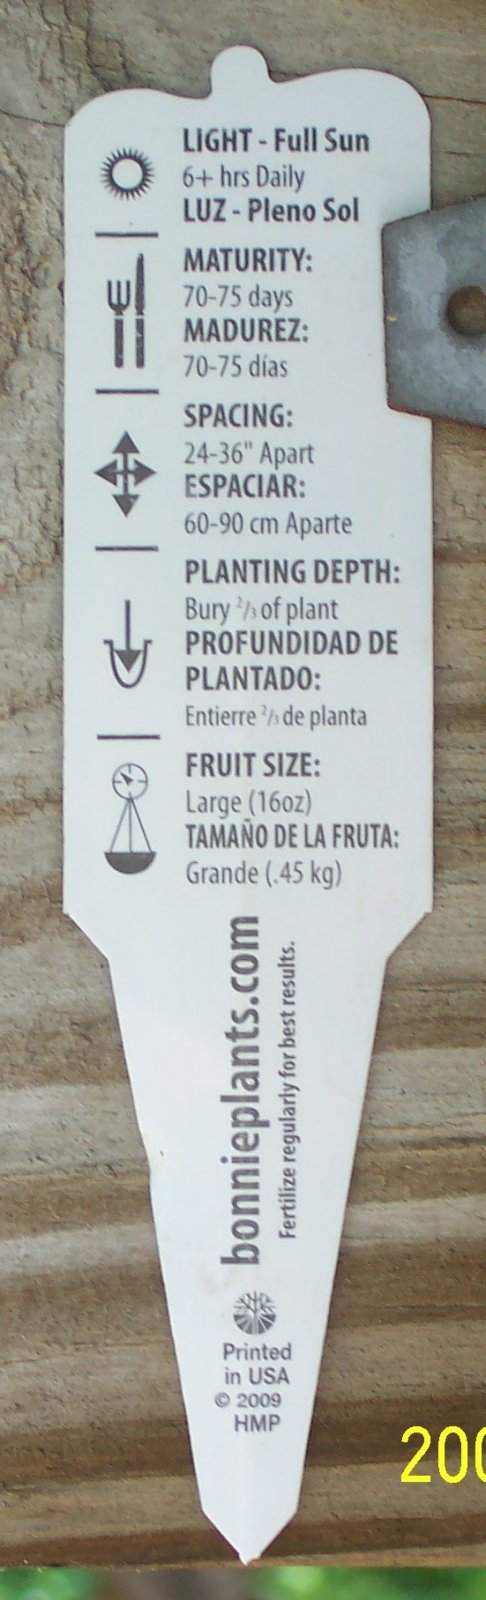 LIGHT - Full Sun
6+ hrs Daily
LUZ - Pleno Sol
MATURITY:
70-75 days
MADUREZ:
70-75 días
SPACING:
24-36" Apart
ESPACIAR:
60-90 cm Aparte
PLANTING DEPTH:
Bury 2/3 of plant
PROFUNDIDAD DE
PLANTADO:
Entierre 2/3 de planta
FRUIT SIZE:
Large (16oz)
TAMAÑO DE LA FRUTA:
Grande (.45 kg)
bonnieplants.com
Fertilize regularly for best results.
Printed
in USA
© 2009
HMP